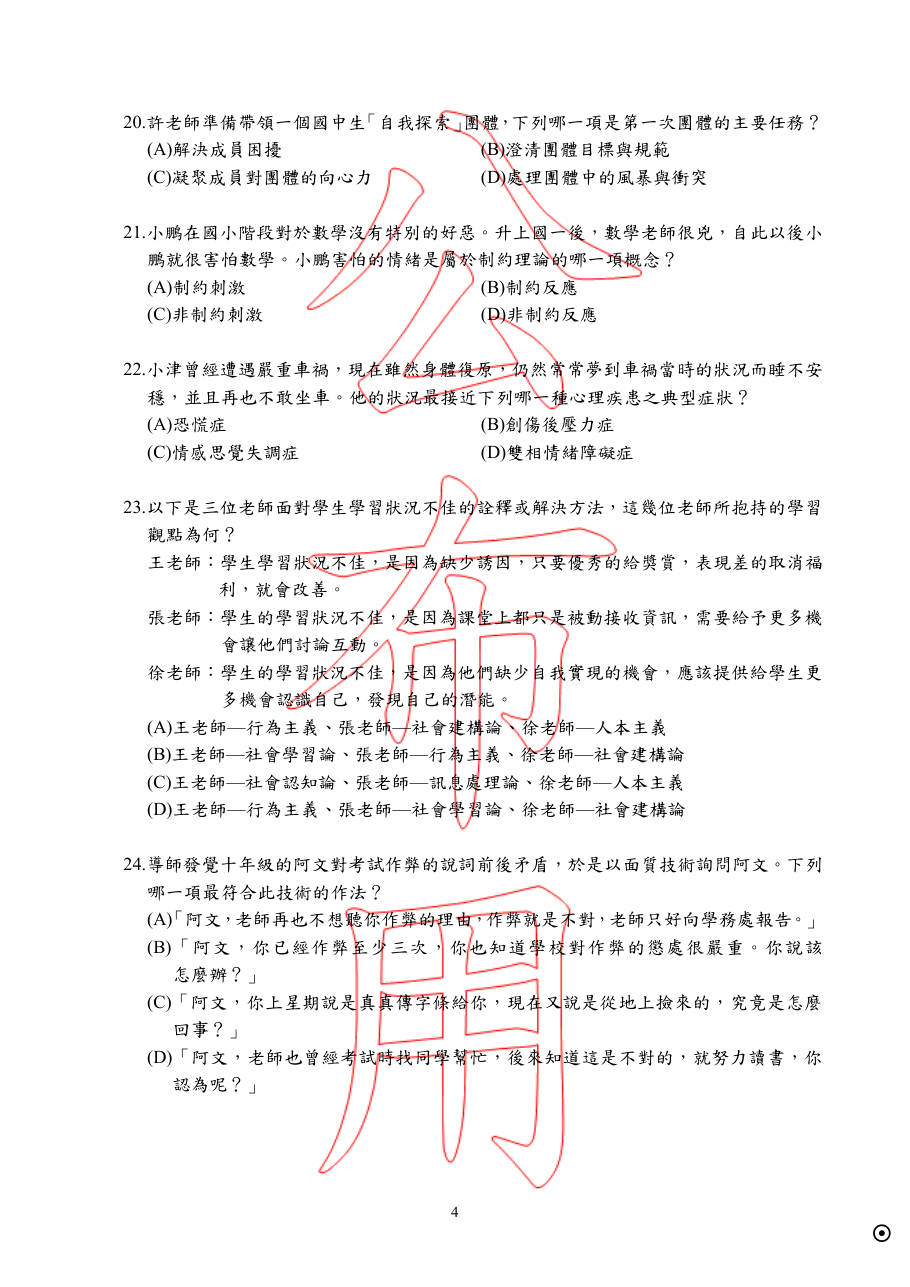 20.許老師準備帶領一個國中生「自我探索」團體,下列哪一項是第一次團體的主要任務?
(A)解決成員困擾 (B)澄清團體目標與規範
(C)凝聚成員對團體的向心力 (D)處理團體中的風暴與衝突
21.小鵬在國小階段對於數學沒有特別的好惡。升上國一後,數學老師很兇,自此以後小
鵬就很害怕數學。小鵬害怕的情緒是屬於制約理論的哪一項概念?
(A)制約刺激 (B)制約反應
(C)非制約刺激 (D)非制約反應
22.小津曾經遭遇嚴重車禍,現在雖然身體復原,仍然常常夢到車禍當時的狀況而睡不安
穩,並且再也不敢坐車。他的狀況最接近下列哪一種心理疾患之典型症狀?
(A)恐慌症 (B)創傷後壓力症
(C)情感思覺失調症 (D)雙相情緒障礙症
23.以下是三位老師面對學生學習狀況不佳的詮釋或解決方法,這幾位老師所抱持的學習
觀點為何?
王老師:學生學習狀況不佳,是因為缺少誘因,只要優秀的給獎賞,表現差的取消福
利,就會改善。
張老師:學生的學習狀況不佳,是因為課堂上都只是被動接收資訊,需要給予更多機
會讓他們討論互動。
徐老師:學生的學習狀況不佳,是因為他們缺少自我實現的機會,應該提供給學生更
多機會認識自己,發現自己的潛能。
(A)王老師—行為主義、張老師—社會建構論、徐老師—人本主義
(B)王老師—社會學習論、張老師—行為主義、徐老師—社會建構論
(C)王老師—社會認知論、張老師—訊息處理論、徐老師—人本主義
(D)王老師—行為主義、張老師—社會學習論、徐老師—社會建構論
24.導師發覺十年級的阿文對考試作弊的說詞前後矛盾,於是以面質技術詢問阿文。下列
哪一項最符合此技術的作法?
(A)「阿文,老師再也不想聽你作弊的理由,作弊就是不對,老師只好向學務處報告。」
(B)「阿文,你已經作弊至少三次,你也知道學校對作弊的懲處很嚴重。你說該
怎麼辦?」
(C)「阿文,你上星期說是真真傳字條給你,現在又說是從地上撿來的,究竟是怎麼
回事?」
(D)「阿文,老師也曾經考試時找同學幫忙,後來知道這是不對的,就努力讀書,你
認為呢?」
公布用
4